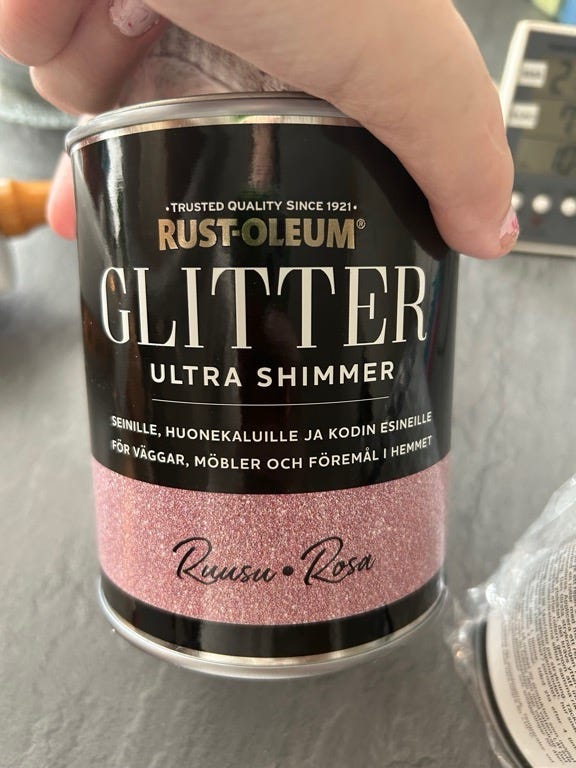 •TRUSTED QUALITY SINCE 1921•
RUST-OLEUM®
GLITTER
ULTRA SHIMMER
SEINILLE, HUONEKALUILLE JA KODIN ESINEILLE
FÖR VÄGGAR, MÖBLER OCH FÖREMÅL I HEMMET
Ruusu • Rosa